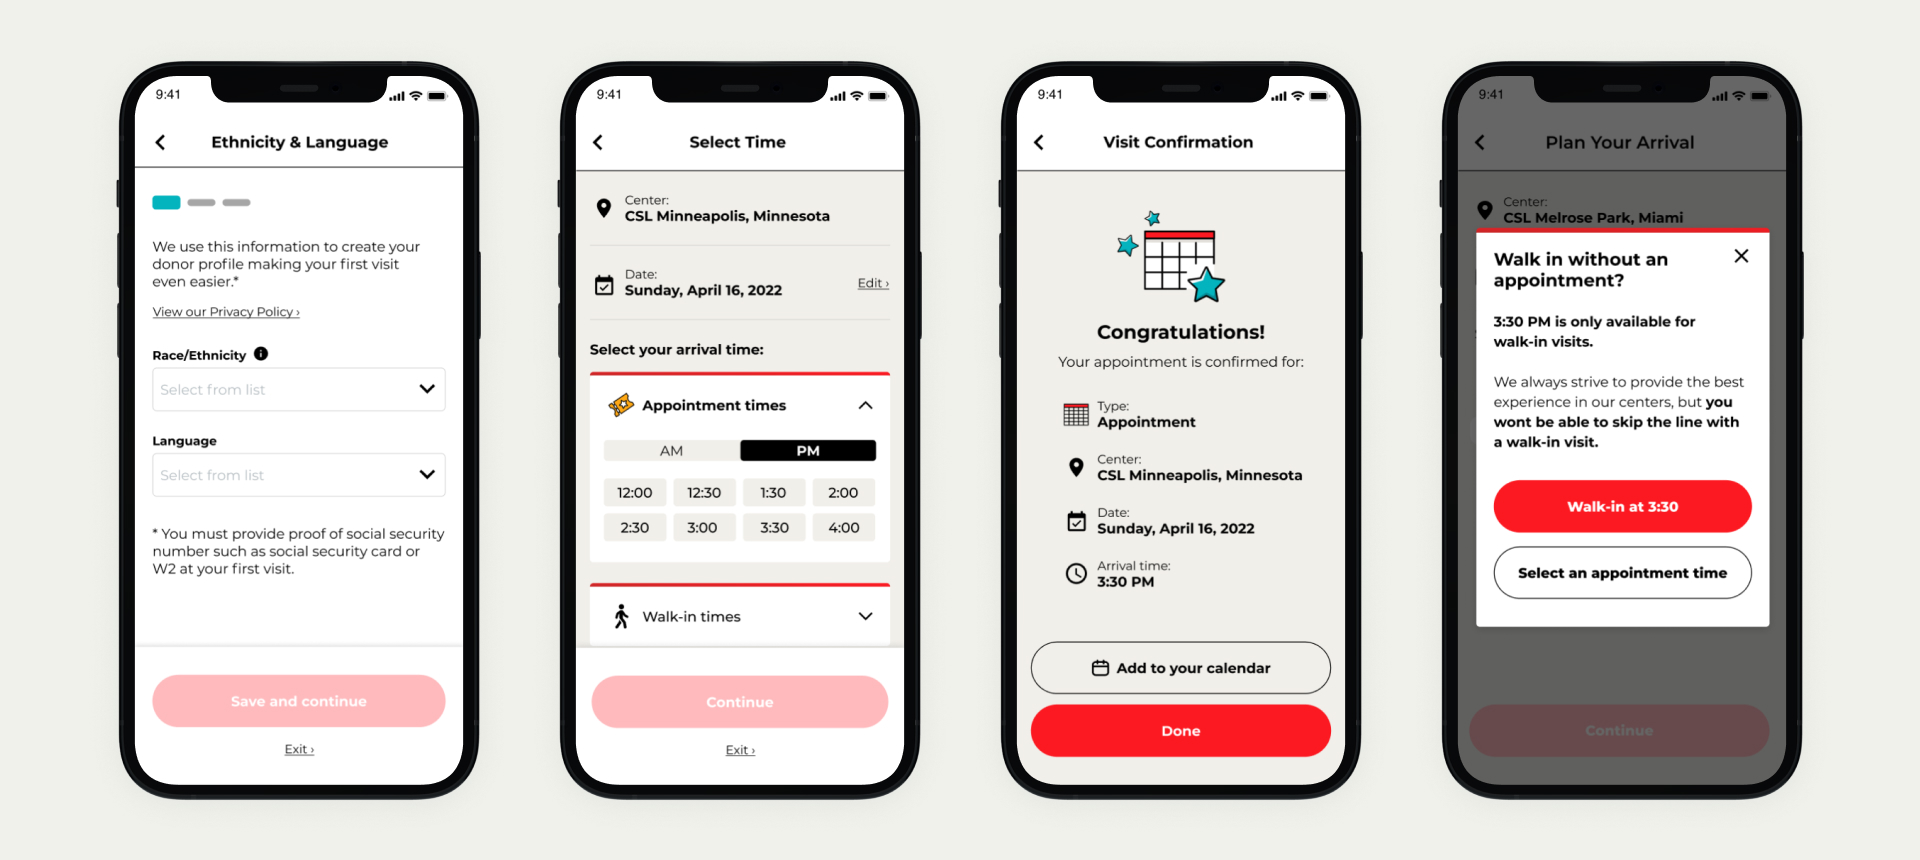 9:41
Ethnicity & Language
We use this information to create your
donor profile making your first visit
even easier.*
View our Privacy Policy ›
Race/Ethnicity
Select from list
Language
Select from list
* You must provide proof of social security
number such as social security card or
W2 at your first visit.
Save and continue
Exit ›
9:41
Select Time
Center:
CSL Minneapolis, Minnesota
Date:
Sunday, April 16, 2022
Edit ›
Select your arrival time:
Appointment times
AM PM
12:00 12:30 1:30 2:00
2:30 3:00 3:30 4:00
Walk-in times
Continue
Exit ›
9:41
Visit Confirmation
Congratulations!
Your appointment is confirmed for:
Type:
Appointment
Center:
CSL Minneapolis, Minnesota
Date:
Sunday, April 16, 2022
Arrival time:
3:30 PM
Add to your calendar
Done
9:41
Plan Your Arrival
Center:
CSL Melrose Park, Miami
Walk in without an
appointment?
3:30 PM is only available for
walk-in visits.
We always strive to provide the best
experience in our centers, but you
wont be able to skip the line with
a walk-in visit.
Walk-in at 3:30
Select an appointment time
Continue